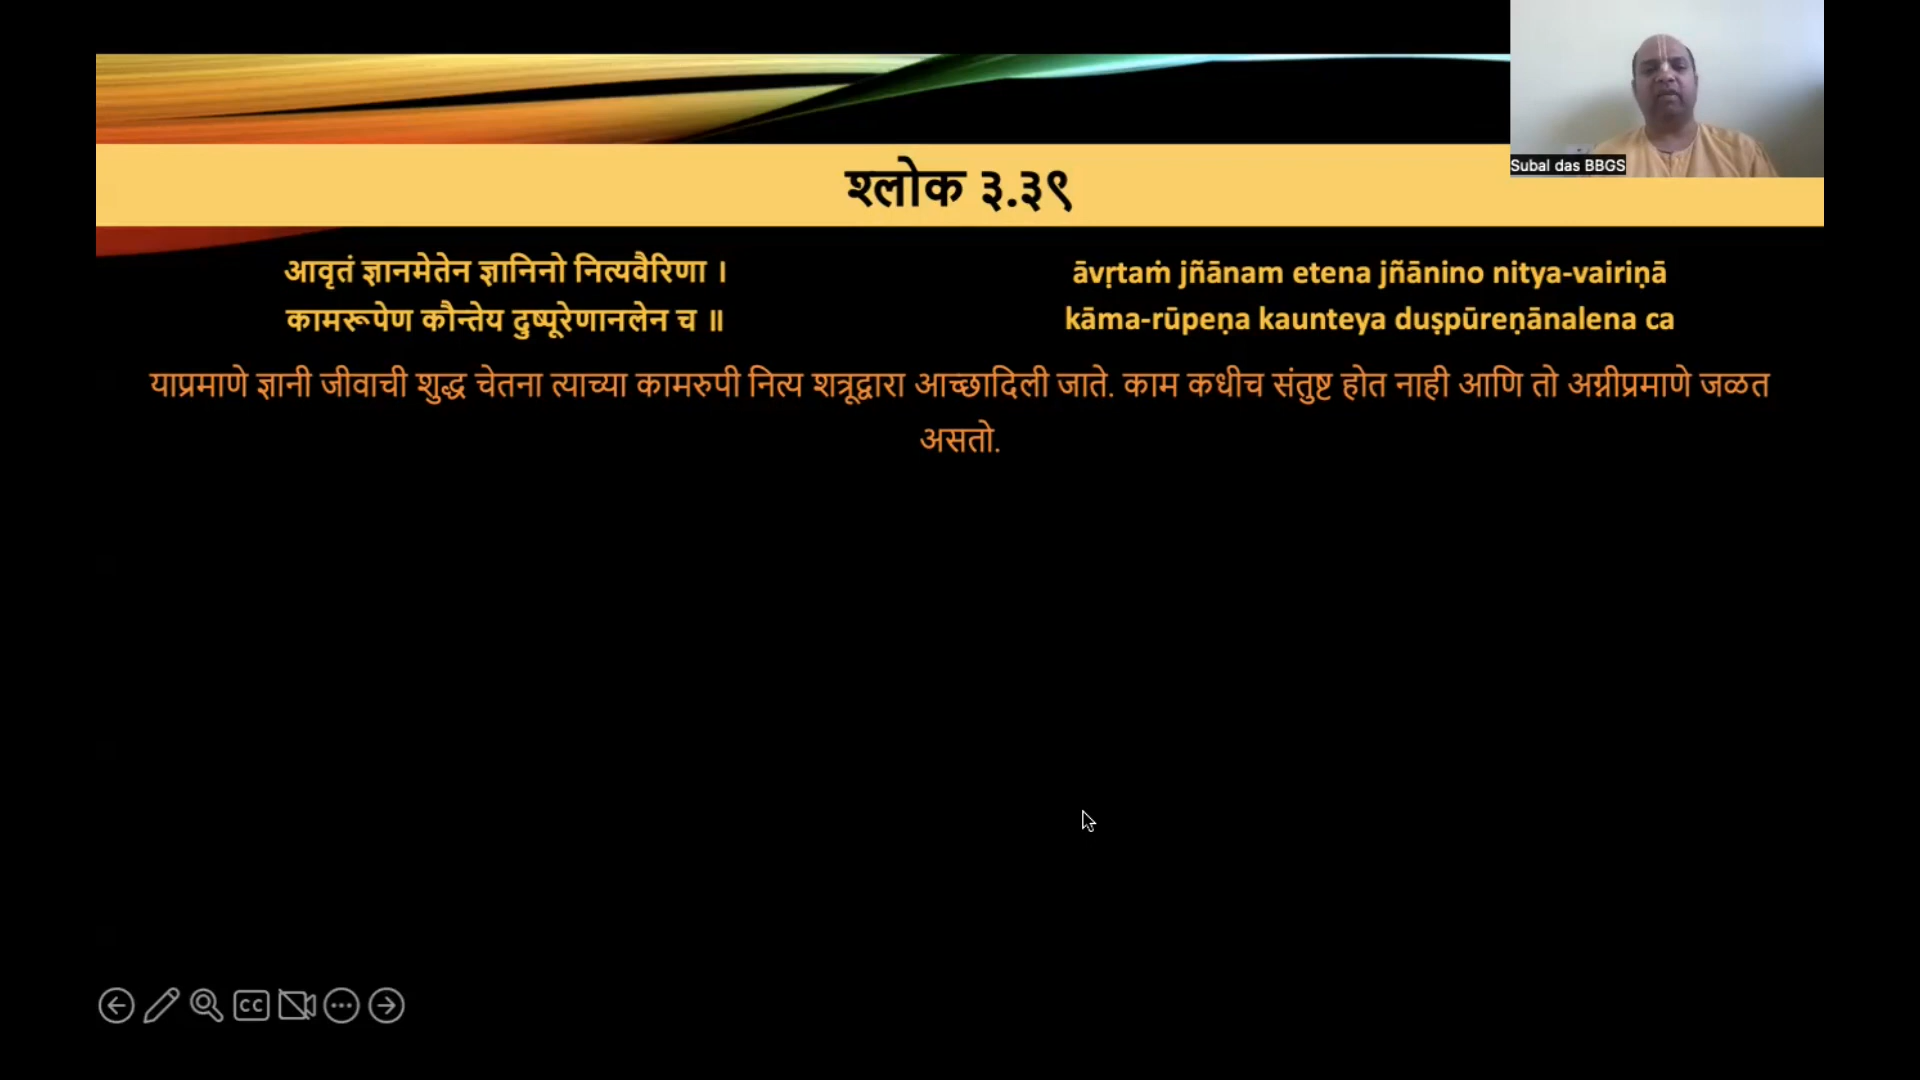 Subal das BBGS
श्लोक ३.३९
आवृतं ज्ञानमेतेन ज्ञानिनो नित्यवैरिणा ।
कामरूपेण कौन्तेय दुष्पूरेणानलेन च ॥
āvṛtaṁ jñānam etena jñānino nitya-vairiṇā
kāma-rūpeṇa kaunteya duṣpūreṇānalena ca
याप्रमाणे ज्ञानी जीवाची शुद्ध चेतना त्याच्या कामरुपी नित्य शत्रूद्वारा आच्छादिली जाते. काम कधीच संतुष्ट होत नाही आणि तो अग्नीप्रमाणे जळत
असतो.
CC